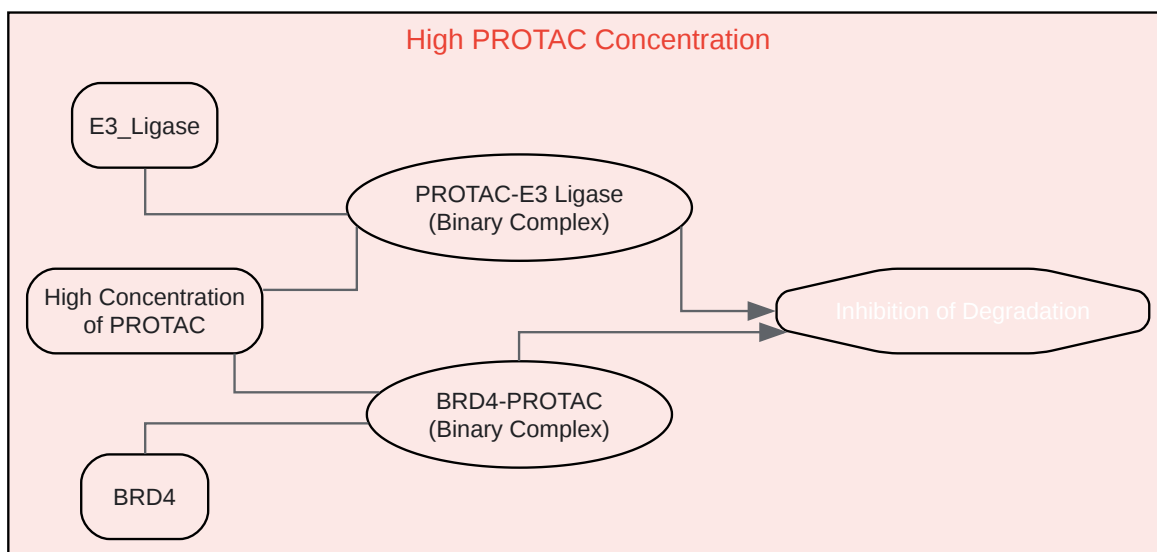 High PROTAC Concentration
E3_Ligase
PROTAC-E3 Ligase
(Binary Complex)
High Concentration
of PROTAC
Inhibition of Degradation
BRD4-PROTAC
(Binary Complex)
BRD4